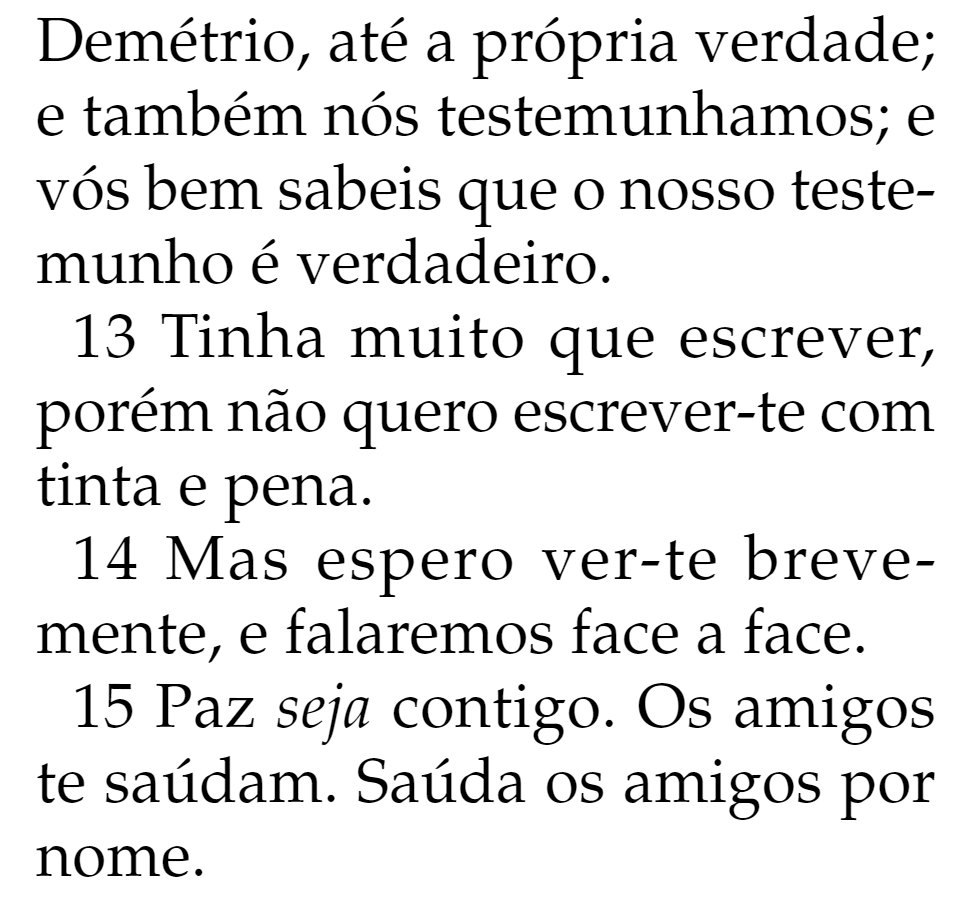 Demétrio, até a própria verdade;
e também nós testemunhamos; e
vós bem sabeis que o nosso teste-
munho é verdadeiro.
13 Tinha muito que escrever,
porém não quero escrever-te com
tinta e pena.
14 Mas espero ver-te breve-
mente, e falaremos face a face.
15 Paz seja contigo. Os amigos
te saúdam. Saúda os amigos por
nome.